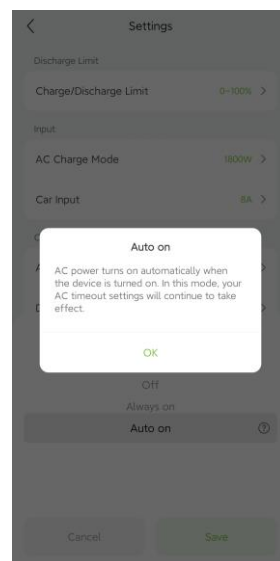 Settings
Discharge Limit
Charge/Discharge Limit 0~100% >
Input
AC Charge Mode 1800W >
Car Input 8A >
Auto on
AC power turns on automatically when
the device is turned on. In this mode, your
AC timeout settings will continue to take
effect.
OK
Off
Always on
Auto on ?
Cancel Save